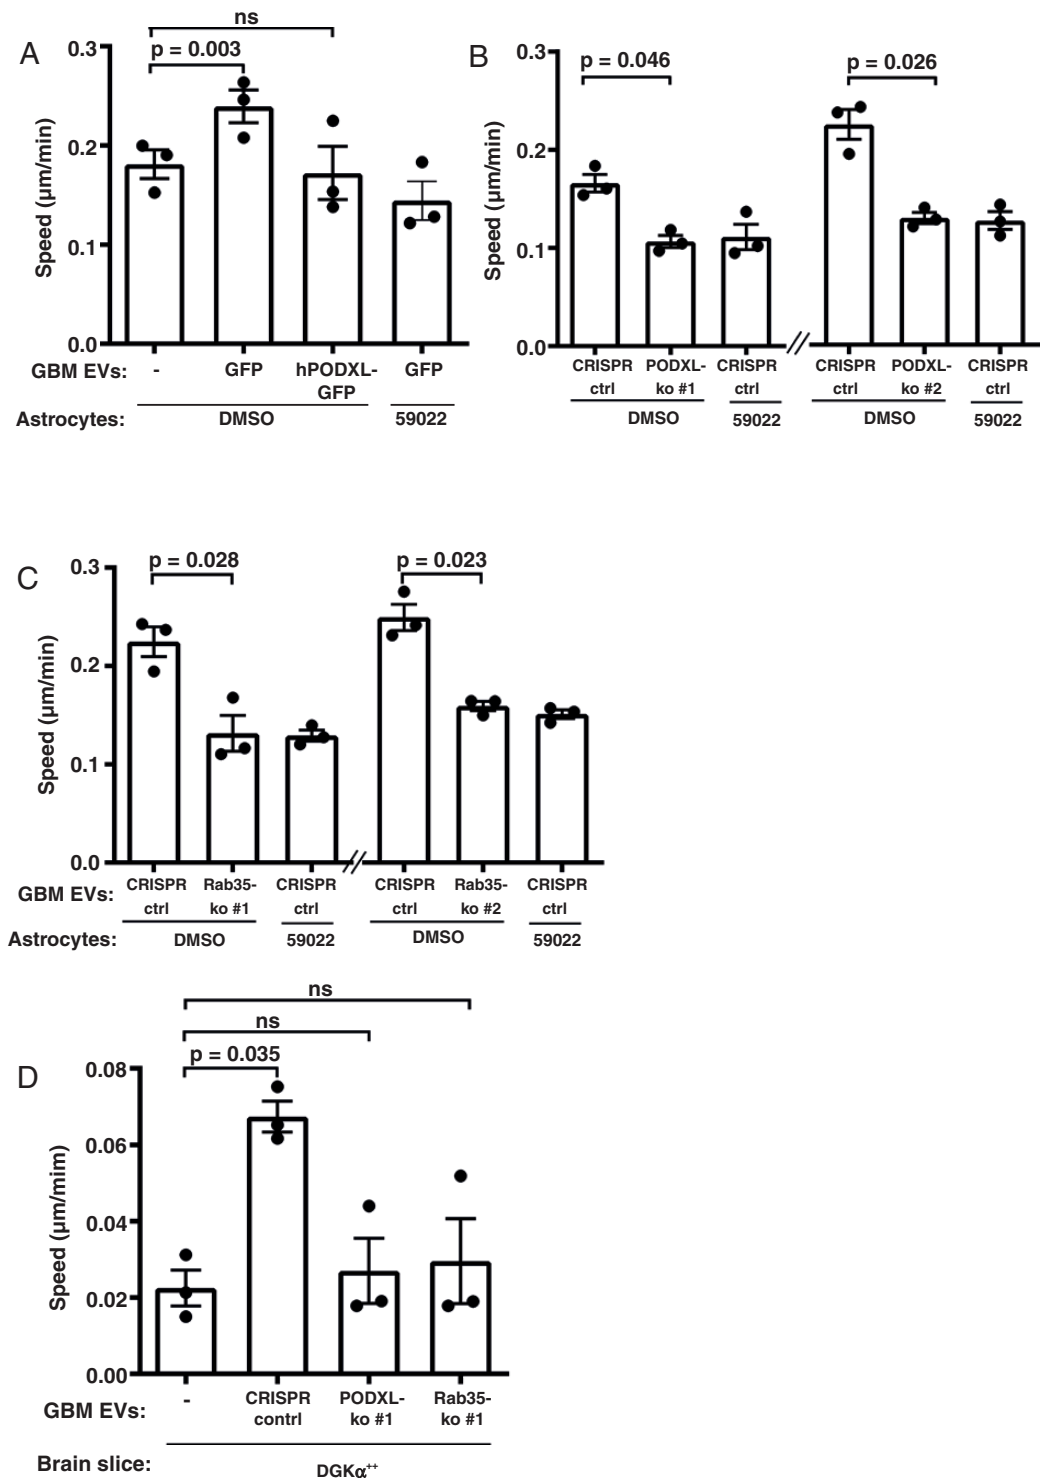 A
ns
p = 0.003
0.3
0.2
0.1
0.0
Speed (µm/min)
GBM EVs: - GFP hPODXL- GFP
GFP
Astrocytes: DMSO 59022
B
p = 0.046 p = 0.026
0.3
0.2
0.1
0.0
Speed (µm/min)
CRISPR PODXL- CRISPR CRISPR PODXL- CRISPR
ctrl ko #1 ctrl ctrl ko #2 ctrl
DMSO 59022 DMSO 59022
C
p = 0.028 p = 0.023
0.3
0.2
0.1
0.0
Speed (µm/min)
GBM EVs: CRISPR Rab35- CRISPR CRISPR Rab35- CRISPR
ctrl ko #1 ctrl ctrl ko #2 ctrl
Astrocytes: DMSO 59022 DMSO 59022
D
ns
ns
p = 0.035
0.08
0.06
0.04
0.02
0.00
Speed (µm/mim)
GBM EVs: - CRISPR PODXL- Rab35-
contrl ko #1 ko #1
Brain slice: DGKα⁺⁺